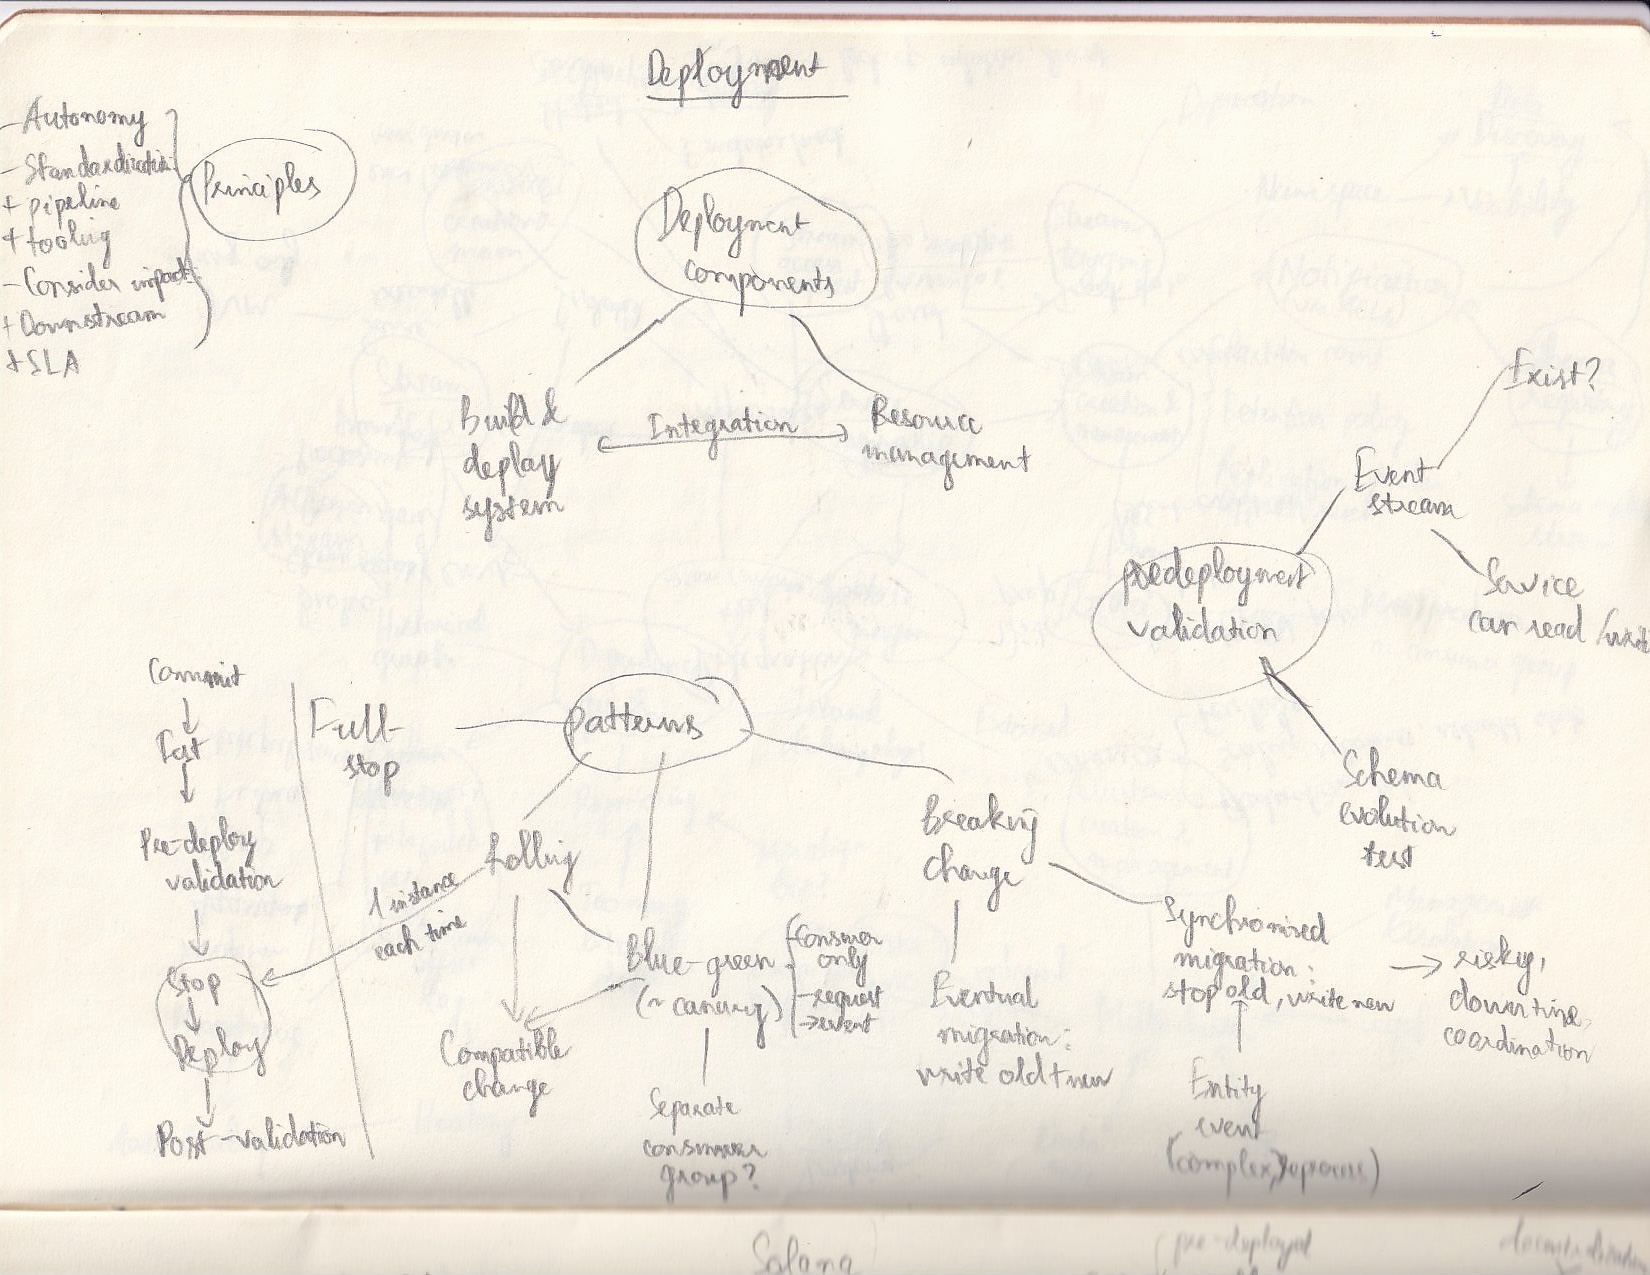 Deployment
- Autonomy
- Standardization
+ pipeline
+ tooling
- Consider impact
+ Downstream
+ SLA
Principles
Deployment
components
Build &
deploy
system
Integration
Resource
management
Exist?
Event
stream
Service
can read / write
predeployment
validation
Schema
evolution
test
Commit
Test
Pre-deploy
validation
Stop
Deploy
Post-validation
Full-
stop
patterns
Rolling
1 instance
each time
Blue-green
(~ canary)
Consumer
only
- request
→ event
Compatible
change
Separate
consumer
group?
Breaking
change
Eventual
migration:
write old + new
Synchronized
migration:
stop old, write new
risky,
downtime,
coordination
Entity
event
(complex,
Solana
(pre-deployed